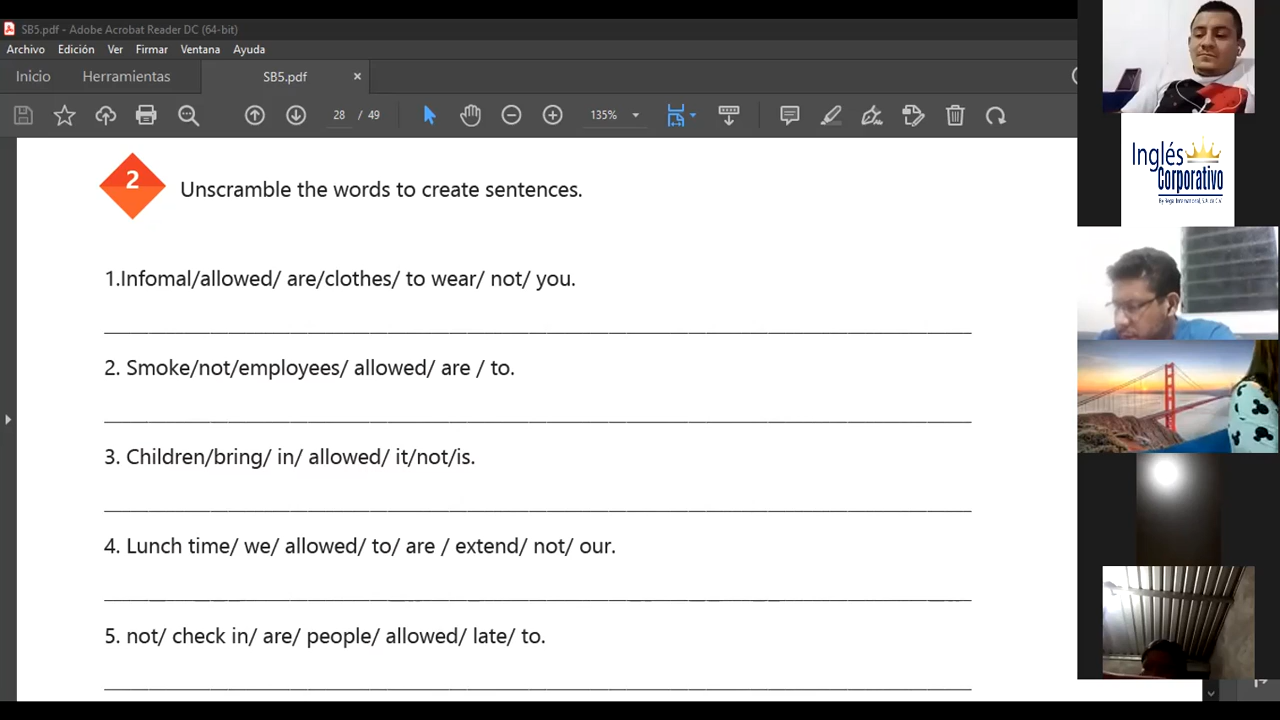 SB5.pdf - Adobe Acrobat Reader DC (64-bit)
Archivo Edición Ver Firmar Ventana Ayuda
Inicio Herramientas SB5.pdf ×
28 / 49 135%
2 Unscramble the words to create sentences.
1.Infomal/allowed/ are/clothes/ to wear/ not/ you.
2. Smoke/not/employees/ allowed/ are / to.
3. Children/bring/ in/ allowed/ it/not/is.
4. Lunch time/ we/ allowed/ to/ are / extend/ not/ our.
5. not/ check in/ are/ people/ allowed/ late/ to.
Inglés
Corporativo